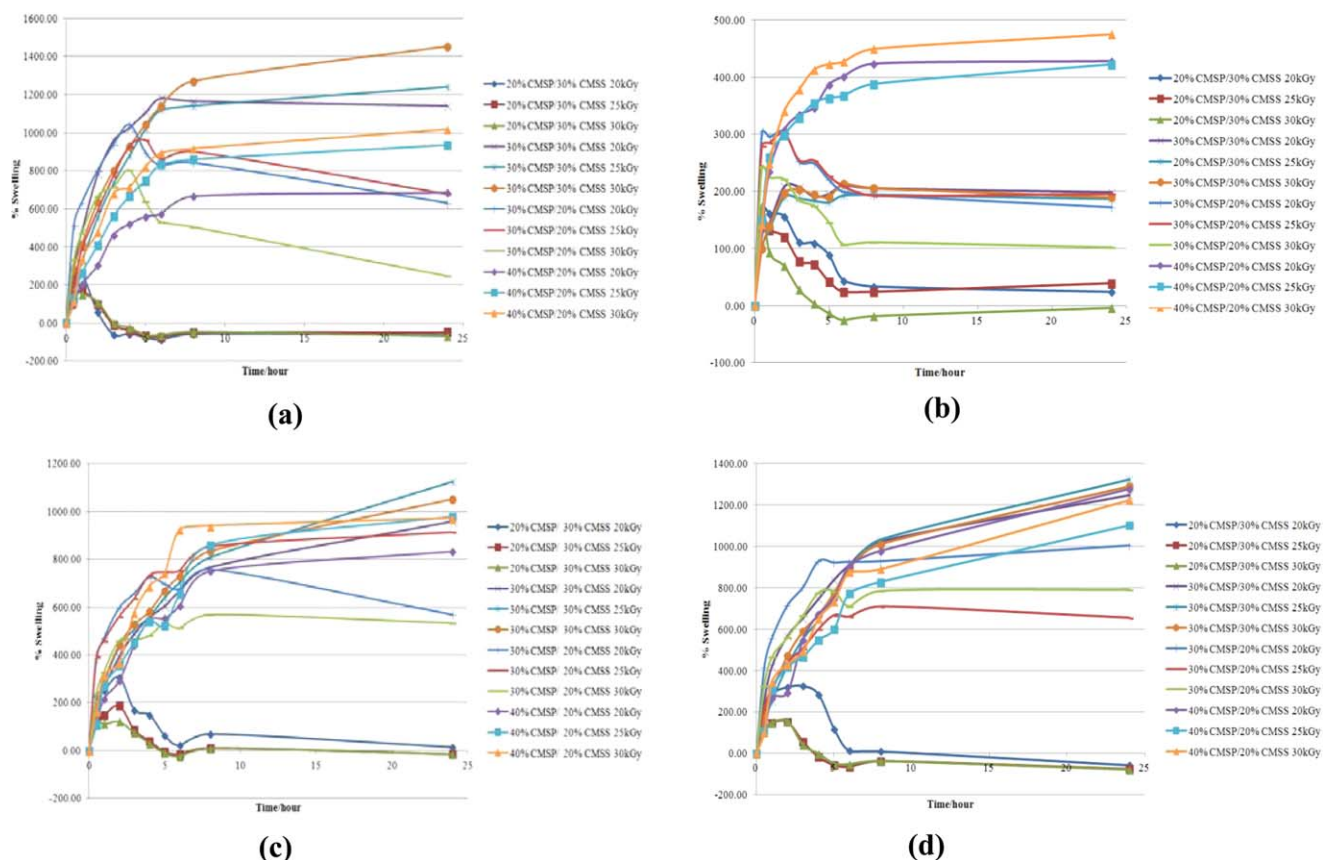 1600.00
1400.00
1200.00
1000.00
800.00
600.00
400.00
200.00
0.00
-200.00
% Swelling
0
5
10
15
20
25
Time/hour
20%CMSP/30% CMSS 20kGy
20%CMSP/30% CMSS 25kGy
20%CMSP/30% CMSS 30kGy
30%CMSP/30% CMSS 20kGy
30%CMSP/30% CMSS 25kGy
30%CMSP/30% CMSS 30kGy
30%CMSP/20% CMSS 20kGy
30%CMSP/20% CMSS 25kGy
30%CMSP/20% CMSS 30kGy
40%CMSP/20% CMSS 20kGy
40%CMSP/20% CMSS 25kGy
40%CMSP/20% CMSS 30kGy
(a)
500.00
400.00
300.00
200.00
100.00
0.00
-100.00
% Swelling
0
5
10
15
20
25
Time/hour
20%CMSP/30% CMSS 20kGy
20%CMSP/30% CMSS 25kGy
20%CMSP/30% CMSS 30kGy
30%CMSP/30% CMSS 20kGy
20%CMSP/30% CMSS 25kGy
30%CMSP/30% CMSS 30kGy
30%CMSP/20% CMSS 20kGy
30%CMSP/20% CMSS 25kGy
30%CMSP/20% CMSS 30kGy
40%CMSP/20% CMSS 20kGy
40%CMSP/20% CMSS 25kGy
40%CMSP/20% CMSS 30kGy
(b)
1200.00
1000.00
800.00
600.00
400.00
200.00
0.00
-200.00
% Swelling
0
5
10
15
20
25
Time/hour
20%CMSP/ 30% CMSS 20kGy
20%CMSP/ 30% CMSS 25kGy
20%CMSP/ 30% CMSS 30kGy
30%CMSP/ 30% CMSS 20kGy
30%CMSP/ 30% CMSS 25kGy
30%CMSP/ 30% CMSS 30kGy
30%CMSP/ 20% CMSS 20kGy
30%CMSP/ 20% CMSS 25kGy
30%CMSP/ 20% CMSS 30kGy
40%CMSP/ 20% CMSS 20kGy
40%CMSP/ 20% CMSS 25kGy
40%CMSP/ 20% CMSS 30kGy
(c)
1400.00
1200.00
1000.00
800.00
600.00
400.00
200.00
0.00
-200.00
% Swelling
0
5
10
15
20
25
Time/hour
20%CMSP/30% CMSS 20kGy
20%CMSP/30% CMSS 25kGy
20%CMSP/30% CMSS 30kGy
30%CMSP/30% CMSS 20kGy
30%CMSP/30% CMSS 25kGy
30%CMSP/30% CMSS 30kGy
30%CMSP/20% CMSS 20kGy
30%CMSP/20% CMSS 25kGy
30%CMSP/20% CMSS 30kGy
40%CMSP/20% CMSS 20kGy
40%CMSP/20% CMSS 25kGy
40%CMSP/20% CMSS 30kGy
(d)